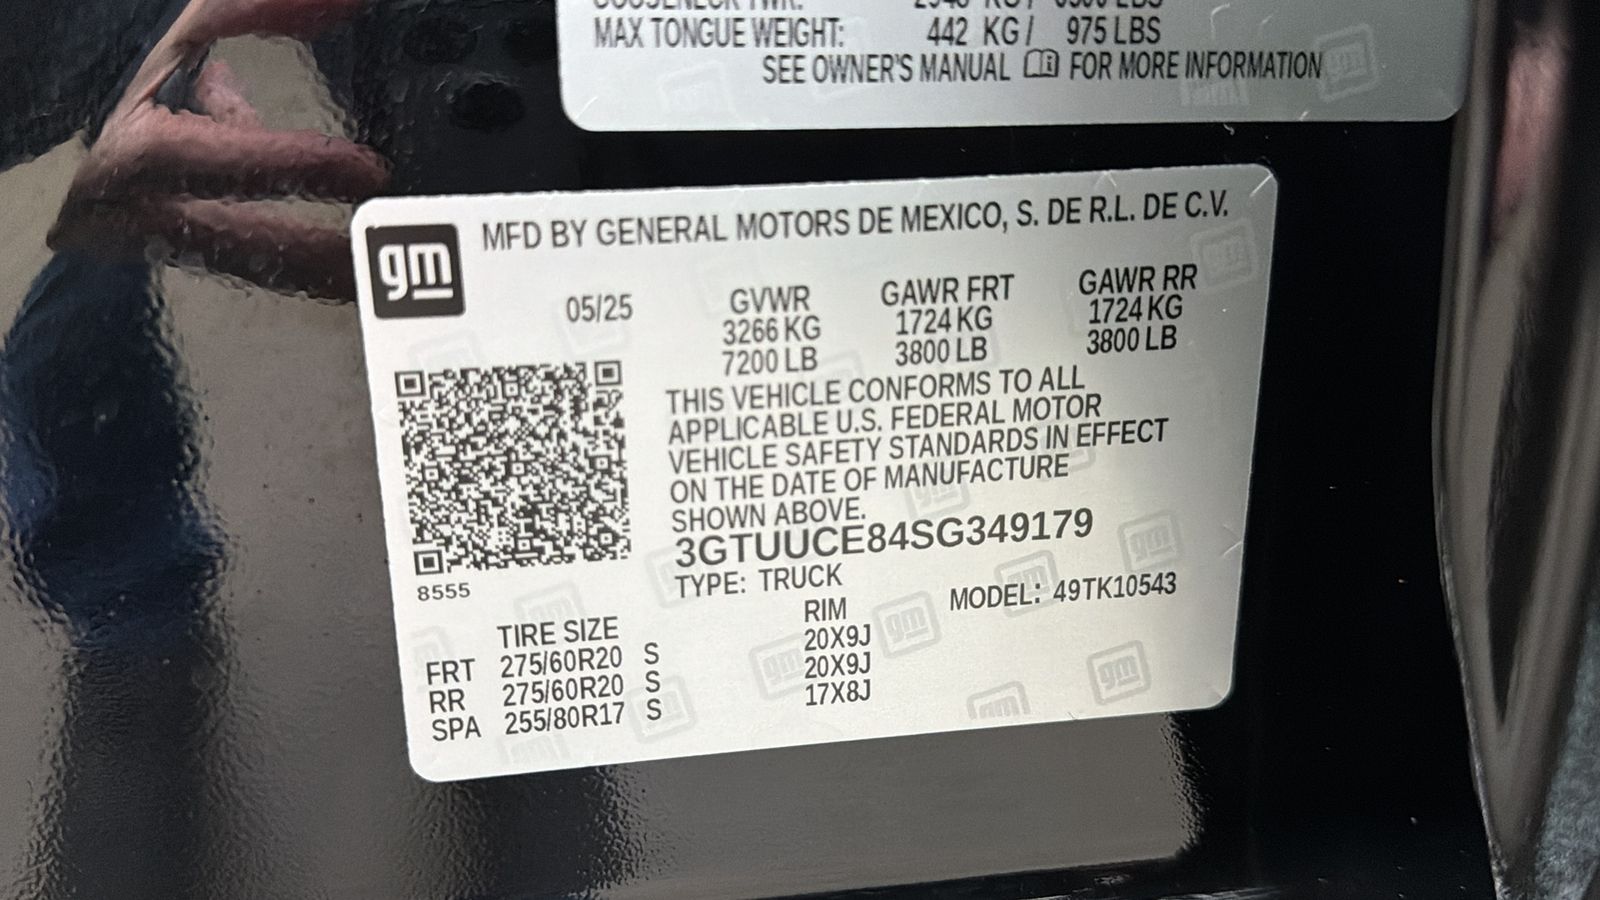 MAX TONGUE WEIGHT: 442 KG / 975 LBS
SEE OWNER'S MANUAL FOR MORE INFORMATION
gm
MFD BY GENERAL MOTORS DE MEXICO, S. DE R.L. DE C.V.
05/25
GVWR GAWR FRT GAWR RR
3266 KG 1724 KG 1724 KG
7200 LB 3800 LB 3800 LB
THIS VEHICLE CONFORMS TO ALL
APPLICABLE U.S. FEDERAL MOTOR
VEHICLE SAFETY STANDARDS IN EFFECT
ON THE DATE OF MANUFACTURE
SHOWN ABOVE.
3GTUUCE84SG349179
TYPE: TRUCK
MODEL: 49TK10543
8555
TIRE SIZE RIM
FRT 275/60R20 S 20X9J
RR 275/60R20 S 20X9J
SPA 255/80R17 S 17X8J